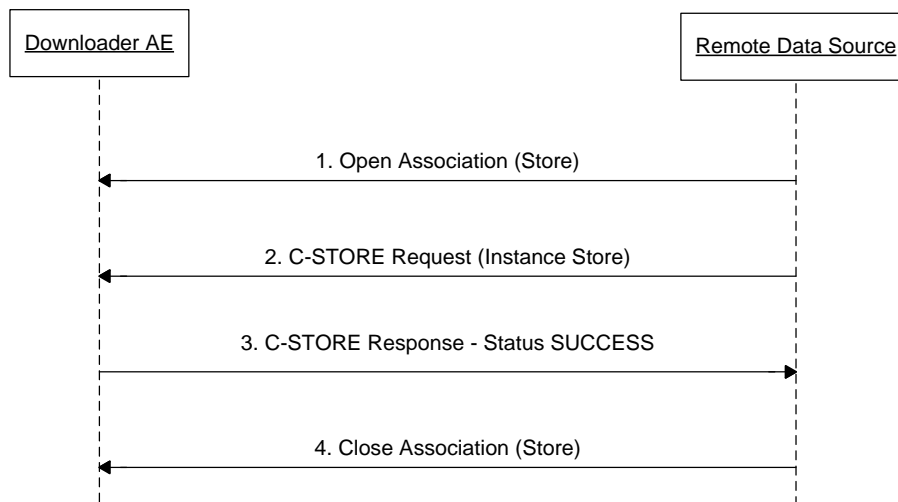 Downloader AE
Remote Data Source
1. Open Association (Store)
2. C-STORE Request (Instance Store)
3. C-STORE Response - Status SUCCESS
4. Close Association (Store)